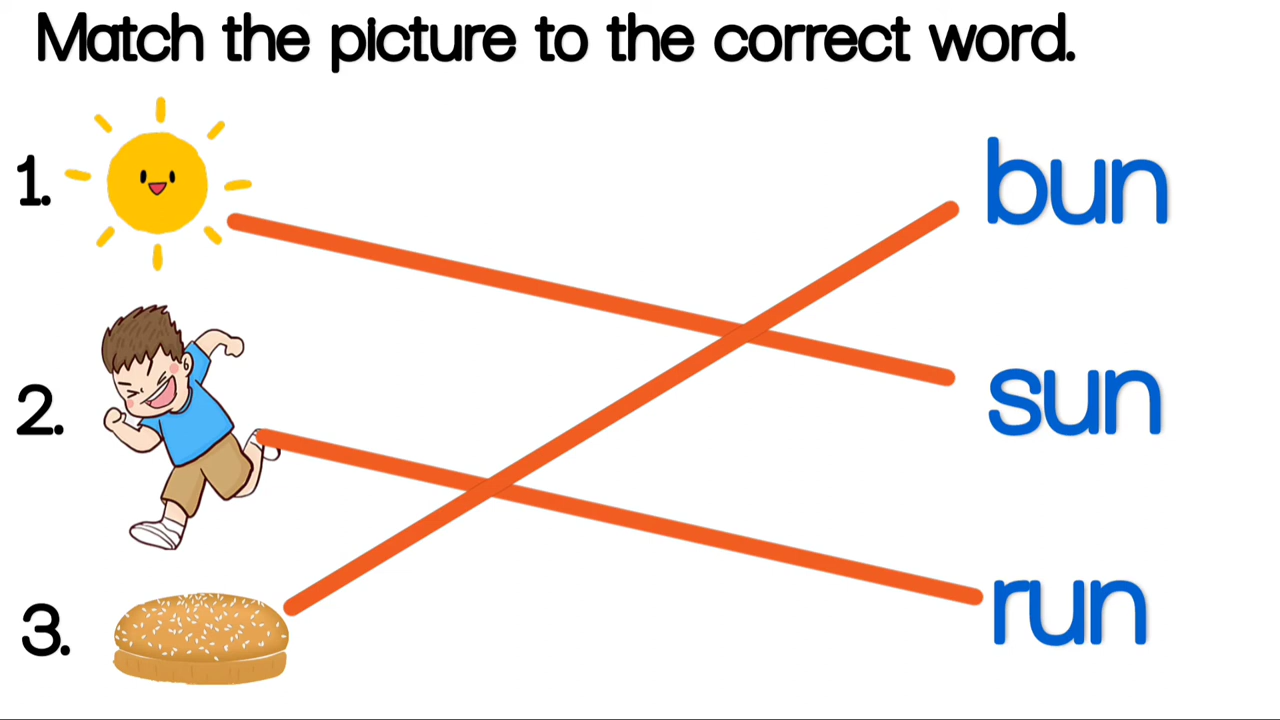 Match the picture to the correct word.
1. bun
2. sun
3. run